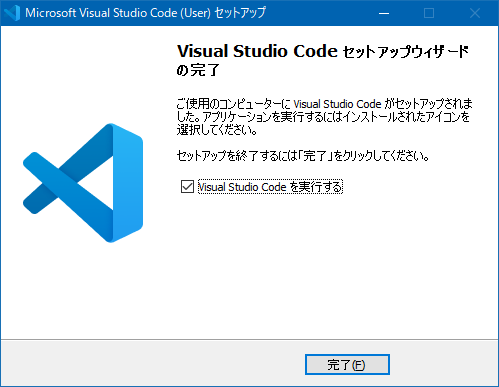 Microsoft Visual Studio Code (User) セットアップ
Visual Studio Code セットアップウィザード
の完了
ご使用のコンピューターに Visual Studio Code がセットアップされま
した。アプリケーションを実行するにはインストールされたアイコンを
選択してください。
セットアップを終了するには「完了」をクリックしてください。
Visual Studio Code を実行する
完了(F)